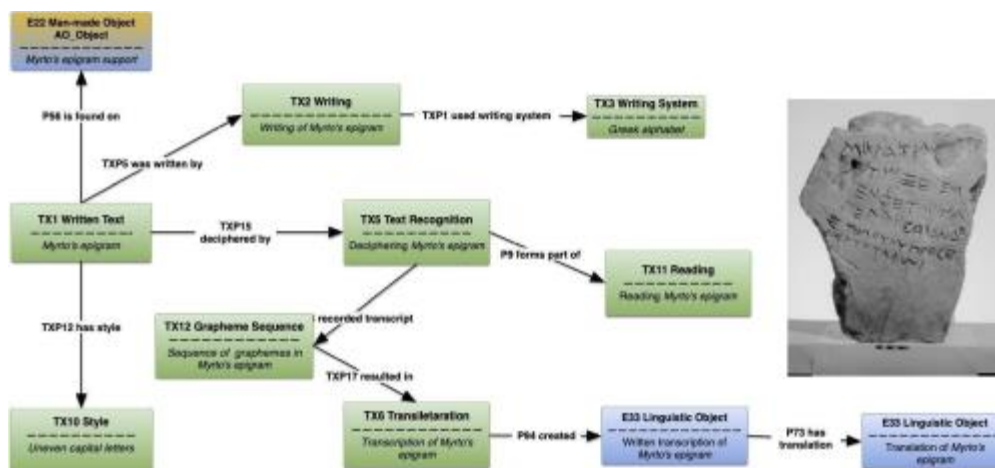 E22 Man-made Object
AO_Object
Myrto's epigram support
P56 is found on
TX2 Writing
Writing of Myrto's epigram
TXP1 used writing system
TX3 Writing System
Greek alphabet
TXP5 was written by
TX1 Written Text
Myrto's epigram
TXP15
deciphered by
TX5 Text Recognition
Deciphering Myrto's epigram
P9 forms part of
TX11 Reading
Reading Myrto's epigram
TXP12 has style
TX12 Grapheme Sequence
Sequence of graphemes in
Myrto's epigram
recorded transcript
TXP17 resulted in
TX10 Style
Uneven capital letters
TX6 Transiletaration
Transcription of Myrto's
epigram
P94 created
E33 Linguistic Object
Written transcription of
Myrto's epigram
P73 has
translation
E33 Linguistic Object
Translation of Myrto's
epigram